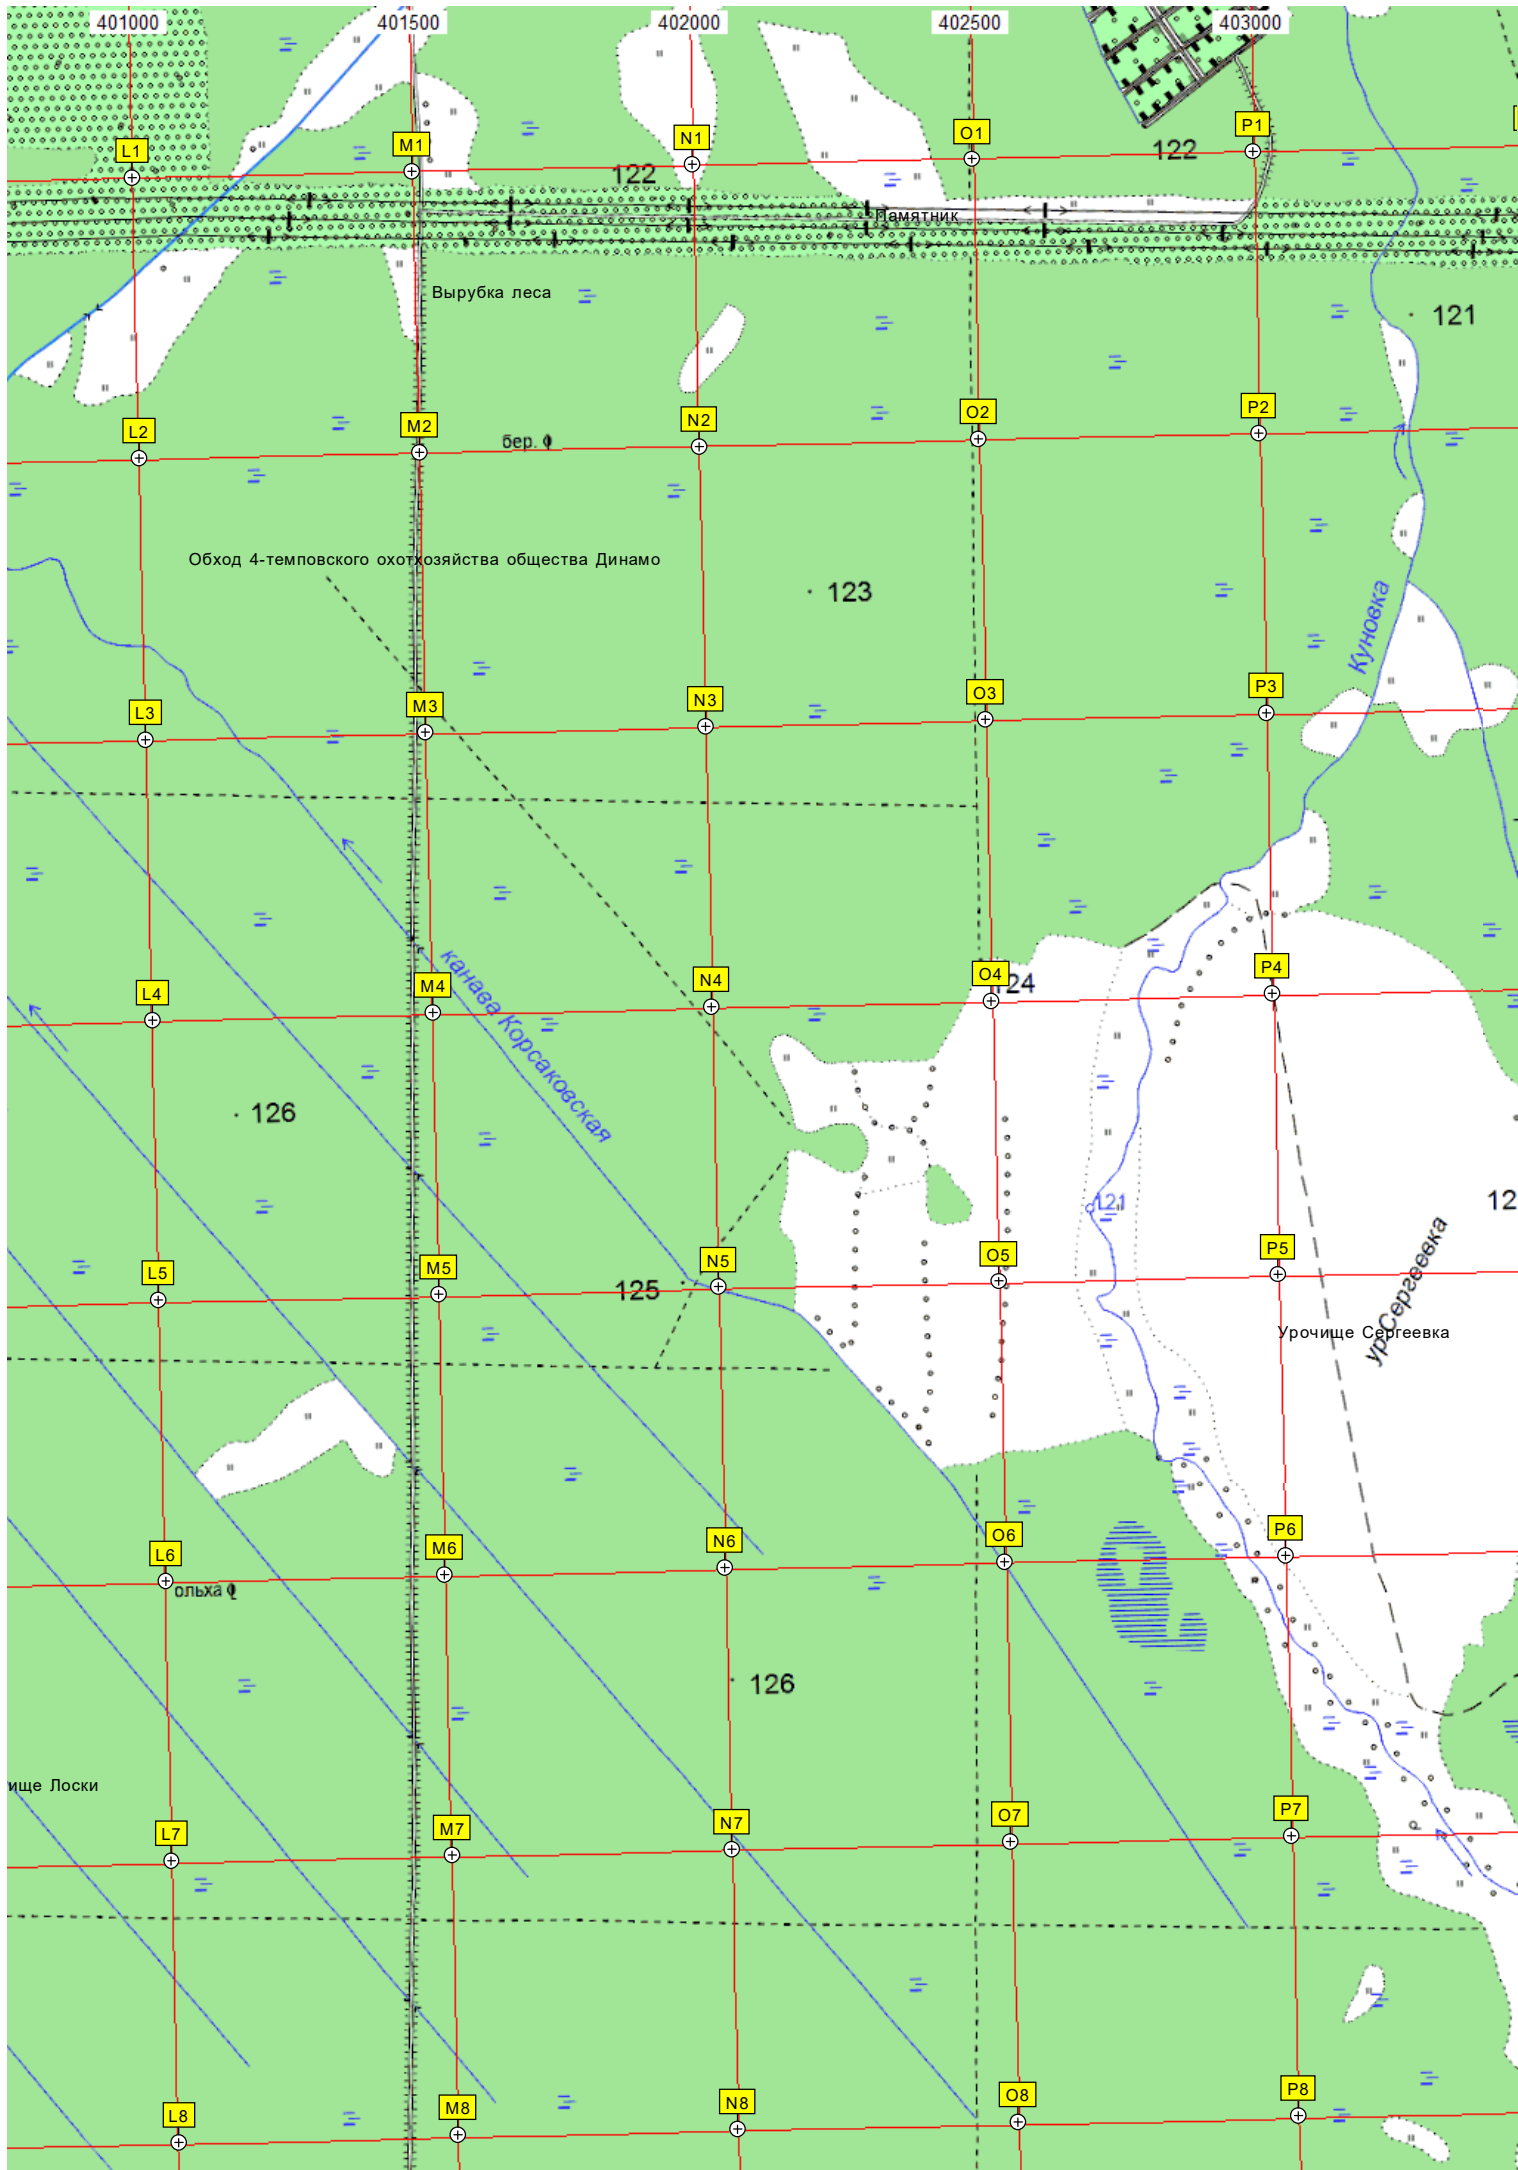 401000 401500 402000 402500 403000
L1 M1 N1 O1 P1
122 122
Памятник
Вырубка леса
121
L2 M2 N2 O2 P2
бер.
Обход 4-темповского охотхозяйства общества Динамо
123
Куновка
L3 M3 N3 O3 P3
канава Корсаковская
L4 M4 N4 O4 P4
124
126
121
12
L5 M5 N5 O5 P5
125
ур.Сергеевка
Урочище Сергеевка
L6 M6 N6 O6 P6
ольха
126
ище Лоски
L7 M7 N7 O7 P7
L8 M8 N8 O8 P8